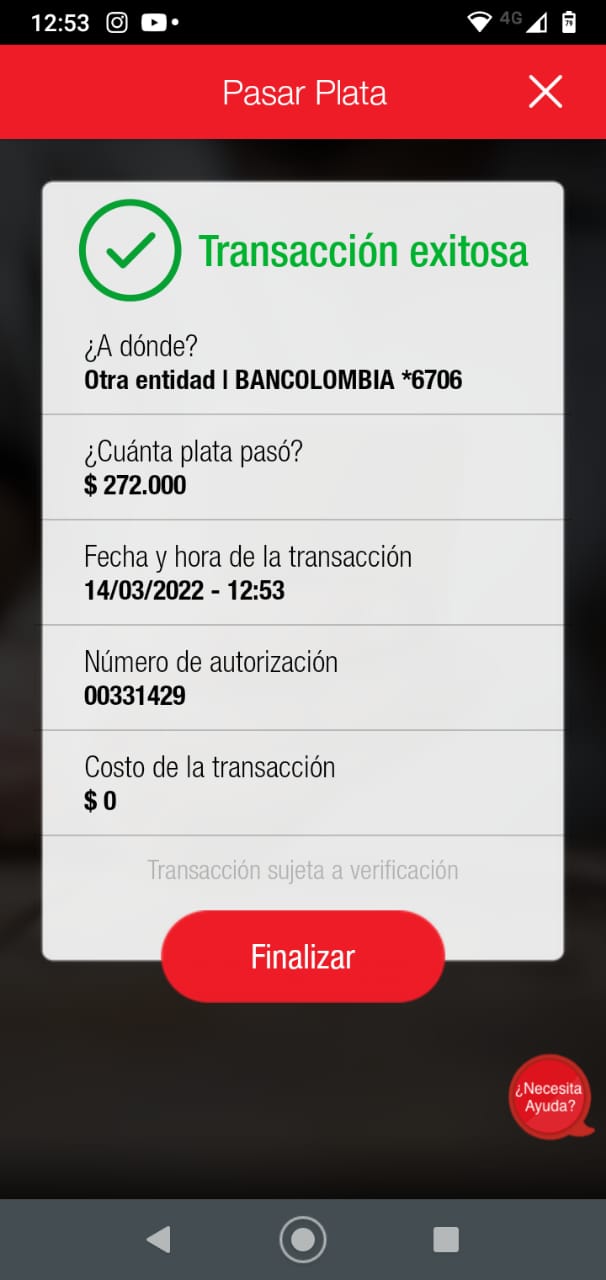 12:53
4G
79
Pasar Plata
Transacción exitosa
¿A dónde?
Otra entidad | BANCOLOMBIA *6706
¿Cuánta plata pasó?
$ 272.000
Fecha y hora de la transacción
14/03/2022 - 12:53
Número de autorización
00331429
Costo de la transacción
$ 0
Transacción sujeta a verificación
Finalizar
¿Necesita
Ayuda?